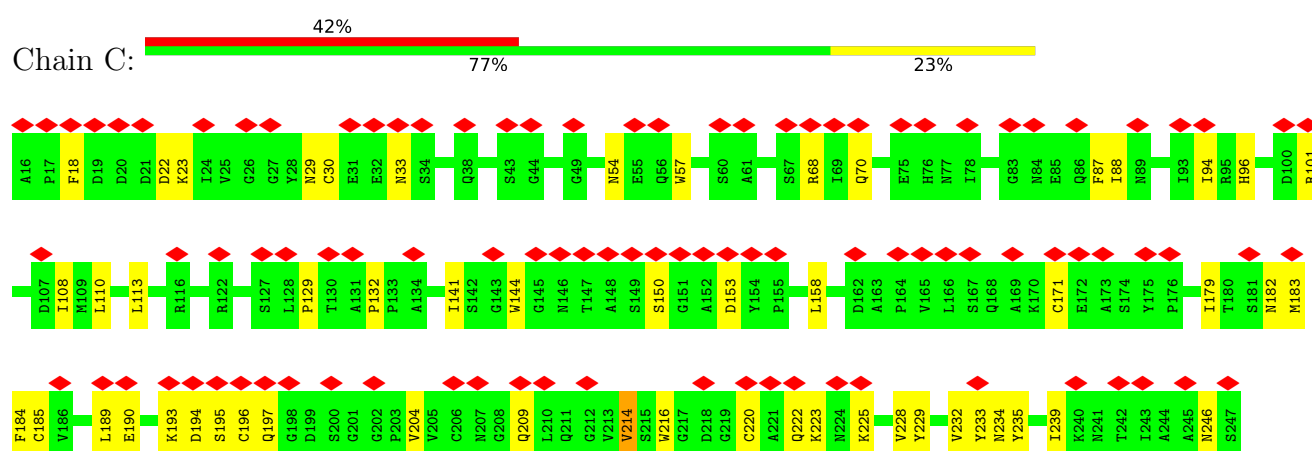 42%
Chain C:
77% 23%
A16 P17 F18 D19 D20 D21 D22 K23 I24 V25 G26 G27 Y28 N29 C30 E31 E32 N33 S34 Q38 S43 G44 G49 N54 E55 Q56 W57 S60 A61 S67 R68 I69 Q70 E75 H76 N77 I78 G83 N84 E85 Q86 F87 I88 N89 I93 I94 R95 H96 D100 R101
D107 I108 M109 L110 L113 R116 R122 S127 L128 P129 T130 A131 P132 P133 A134 I141 S142 G143 W144 G145 N146 T147 A148 S149 S150 G151 A152 D153 Y154 P155 L158 D162 A163 P164 V165 L166 S167 Q168 A169 K170 C171 E172 A173 S174 Y175 P176 I179 T180 S181 N182 M183
F184 C185 V186 L189 E190 K193 D194 S195 C196 Q197 G198 D199 S200 G201 G202 P203 V204 V205 C206 N207 G208 Q209 L210 Q211 G212 V213 V214 S215 W216 G217 D218 G219 C220 A221 Q222 K223 N224 K225 V228 Y229 V232 Y233 N234 Y235 I239 K240 N241 T242 I243 A244 A245 N246 S247